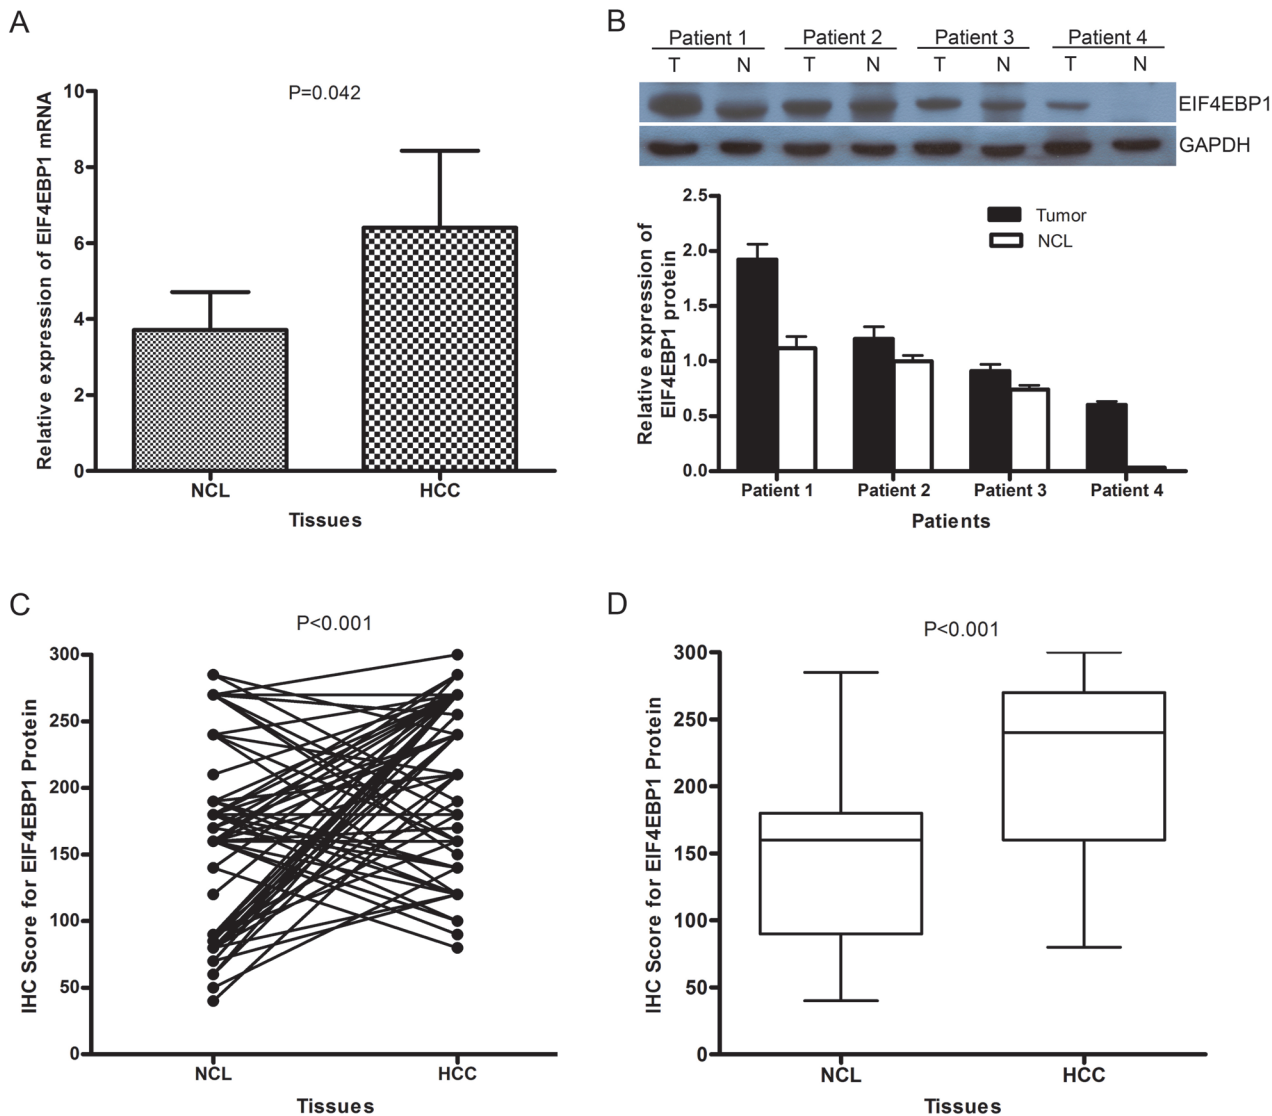 A
P=0.042
Relative expression of EIF4EBP1 mRNA
10
8
6
4
2
0
NCL HCC
Tissues
B
Patient 1 Patient 2 Patient 3 Patient 4
T N T N T N T N
EIF4EBP1
GAPDH
Relative expression of
EIF4EBP1 protein
2.5
2.0
1.5
1.0
0.5
0.0
Tumor
NCL
Patient 1 Patient 2 Patient 3 Patient 4
Patients
C
P<0.001
IHC Score for EIF4EBP1 Protein
300
250
200
150
100
50
0
NCL HCC
Tissues
D
P<0.001
IHC Score for EIF4EBP1 Protein
300
250
200
150
100
50
0
NCL HCC
Tissues